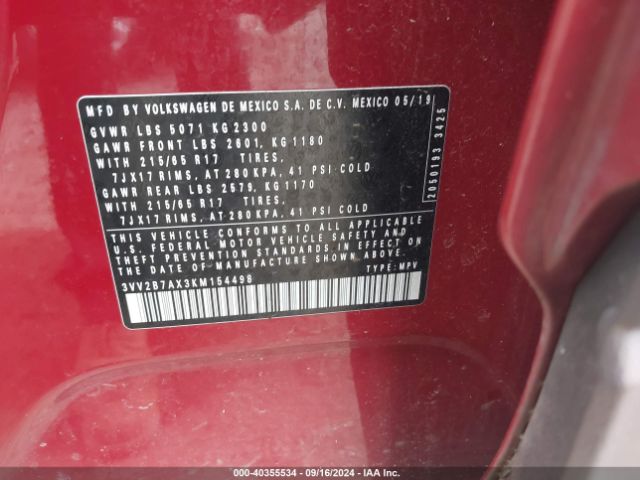 MFD BY VOLKSWAGEN DE MEXICO S.A. DE C.V. MEXICO 05/19
GVWR LBS 5071 KG 2300
GAWR FRONT LBS 2601, KG 1180
WITH 215/65 R17 TIRES,
7JX17 RIMS, AT 280 KPA, 41 PSI COLD
GAWR REAR LBS 2579, KG 1170
WITH 215/65 R17 TIRES,
7JX17 RIMS, AT 280 KPA, 41 PSI COLD
THIS VEHICLE CONFORMS TO ALL APPLICABLE
U.S. FEDERAL MOTOR VEHICLE SAFETY AND
THEFT PREVENTION STANDARDS IN EFFECT ON
THE DATE OF MANUFACTURE SHOWN ABOVE.
3VV2B7AX3KM154498 TYPE: MPV
2050193 3425
000-40355534 - 09/16/2024 - IAA Inc.